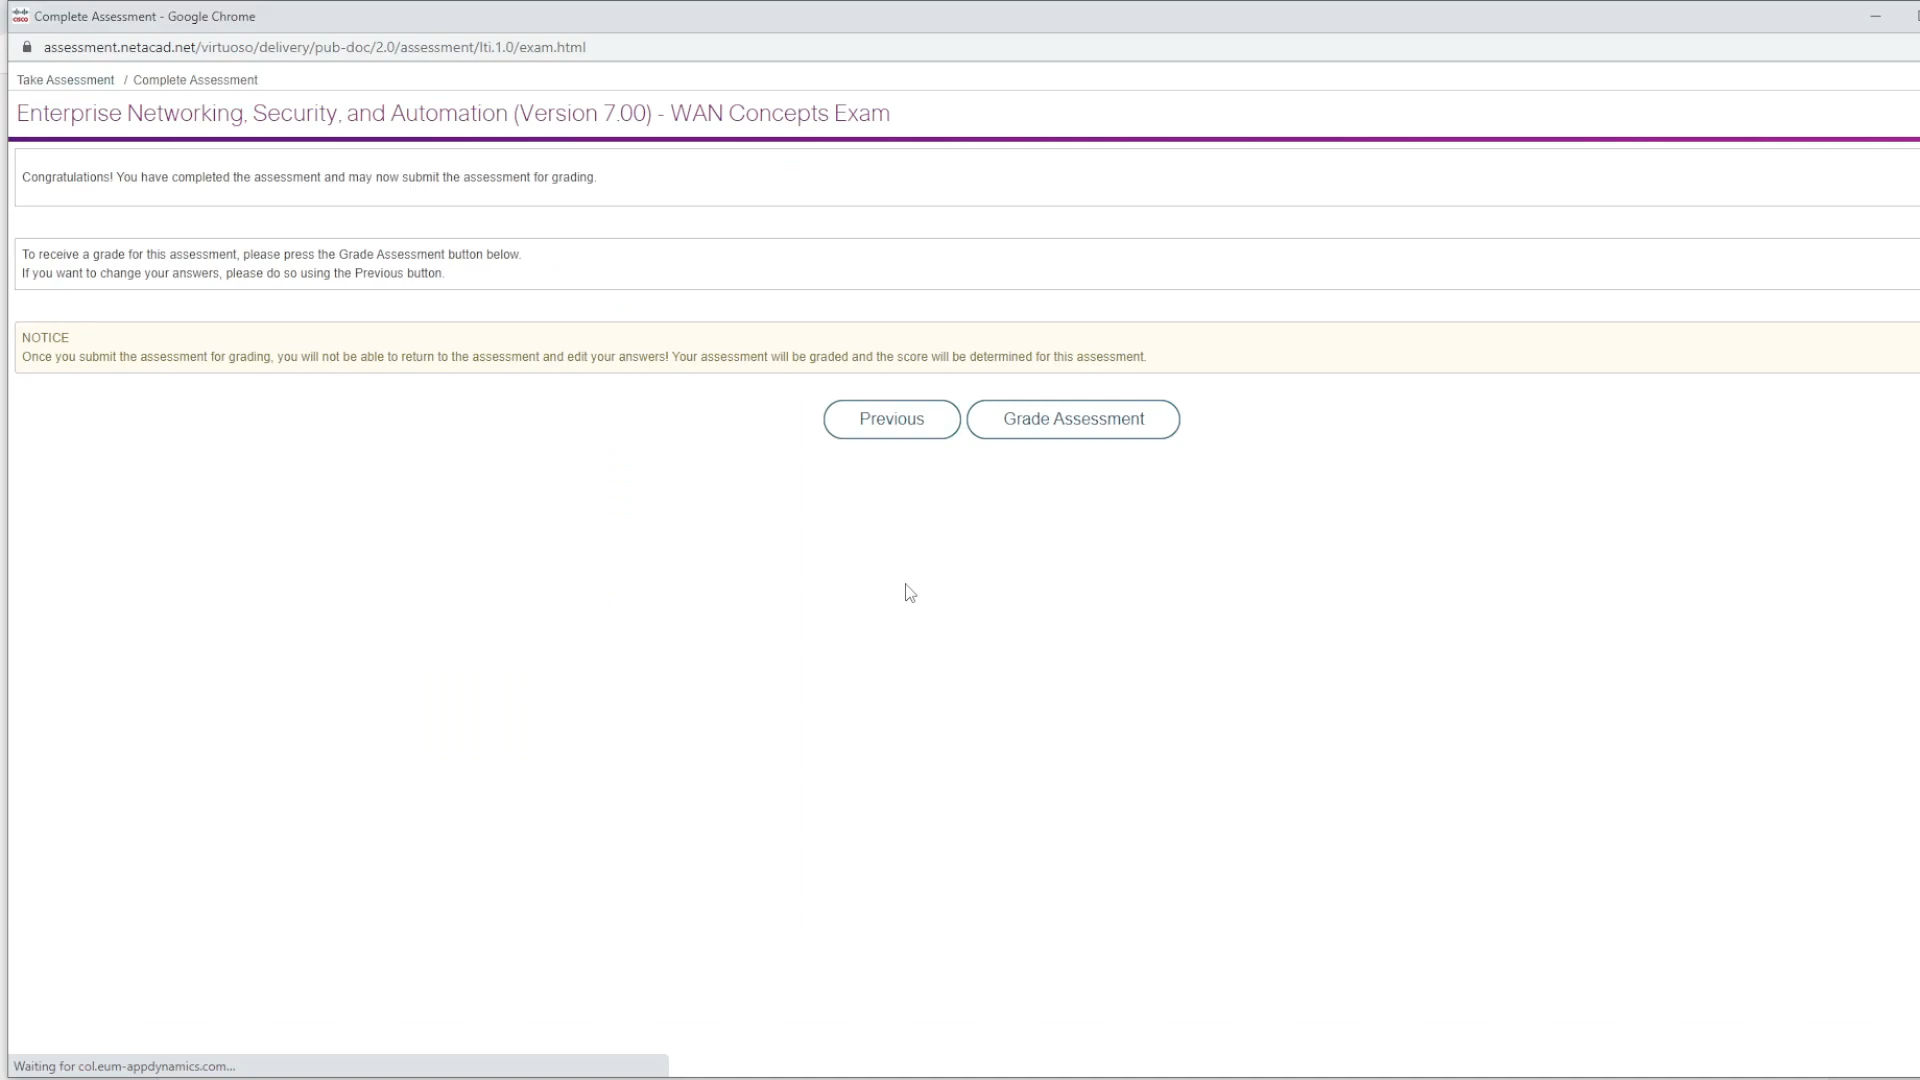 Complete Assessment - Google Chrome
assessment.netacad.net/virtuoso/delivery/pub-doc/2.0/assessment/lti.1.0/exam.html
Take Assessment / Complete Assessment
Enterprise Networking, Security, and Automation (Version 7.00) - WAN Concepts Exam
Congratulations! You have completed the assessment and may now submit the assessment for grading.
To receive a grade for this assessment, please press the Grade Assessment button below.
If you want to change your answers, please do so using the Previous button.
NOTICE
Once you submit the assessment for grading, you will not be able to return to the assessment and edit your answers! Your assessment will be graded and the score will be determined for this assessment.
Previous Grade Assessment
Waiting for col.eum-appdynamics.com...